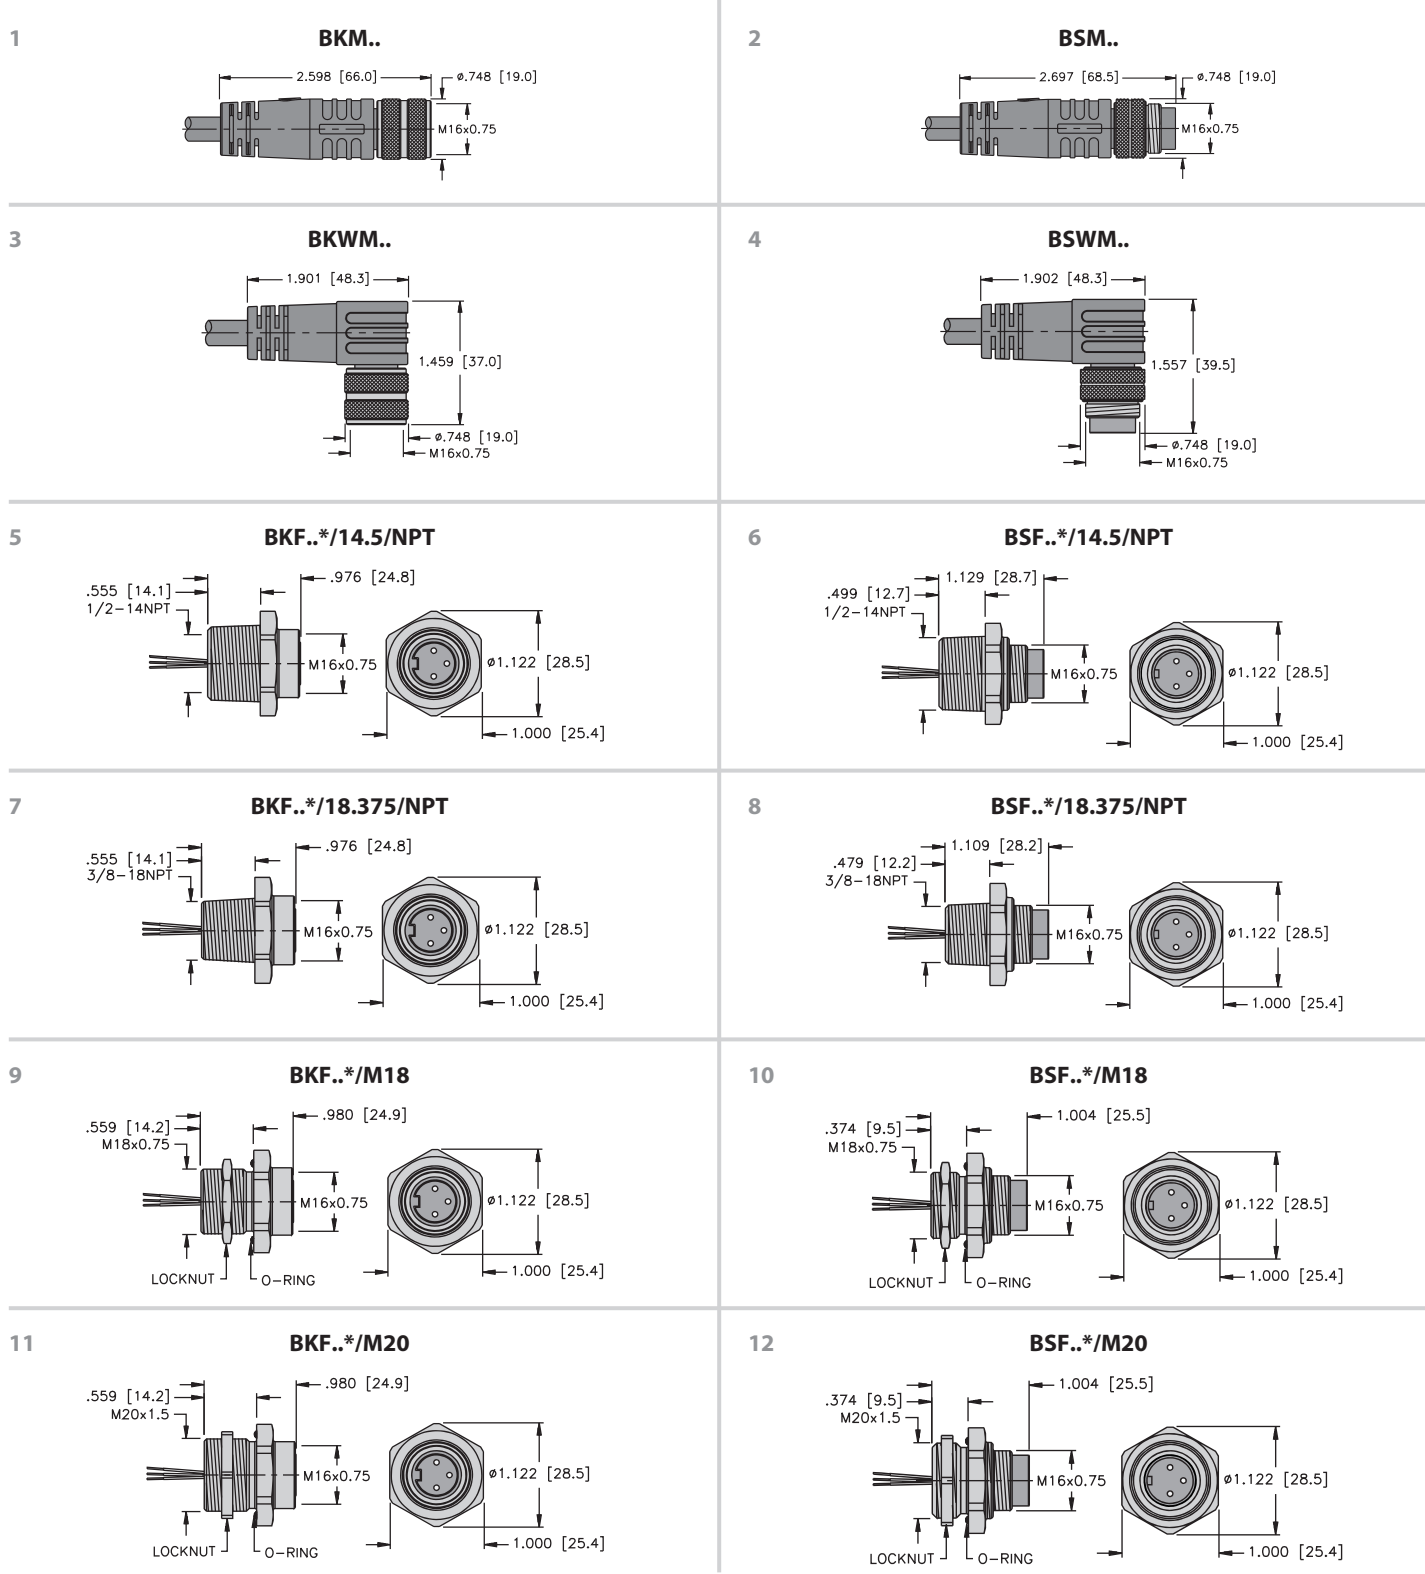 1
BKM..
2.598 [66.0]
ø.748 [19.0]
M16x0.75
2
BSM..
2.697 [68.5]
ø.748 [19.0]
M16x0.75
3
BKWM..
1.901 [48.3]
1.459 [37.0]
ø.748 [19.0]
M16x0.75
4
BSWM..
1.902 [48.3]
1.557 [39.5]
ø.748 [19.0]
M16x0.75
5
BKF..*/14.5/NPT
.976 [24.8]
.555 [14.1]
1/2-14NPT
M16x0.75
ø1.122 [28.5]
1.000 [25.4]
6
BSF..*/14.5/NPT
1.129 [28.7]
.499 [12.7]
1/2-14NPT
M16x0.75
ø1.122 [28.5]
1.000 [25.4]
7
BKF..*/18.375/NPT
.976 [24.8]
.555 [14.1]
3/8-18NPT
M16x0.75
ø1.122 [28.5]
1.000 [25.4]
8
BSF..*/18.375/NPT
1.109 [28.2]
.479 [12.2]
3/8-18NPT
M16x0.75
ø1.122 [28.5]
1.000 [25.4]
9
BKF..*/M18
.980 [24.9]
.559 [14.2]
M18x0.75
M16x0.75
ø1.122 [28.5]
1.000 [25.4]
LOCKNUT
O-RING
10
BSF..*/M18
1.004 [25.5]
.374 [9.5]
M18x0.75
M16x0.75
ø1.122 [28.5]
1.000 [25.4]
LOCKNUT
O-RING
11
BKF..*/M20
.980 [24.9]
.559 [14.2]
M20x1.5
M16x0.75
ø1.122 [28.5]
1.000 [25.4]
LOCKNUT
O-RING
12
BSF..*/M20
1.004 [25.5]
.374 [9.5]
M20x1.5
M16x0.75
ø1.122 [28.5]
1.000 [25.4]
LOCKNUT
O-RING